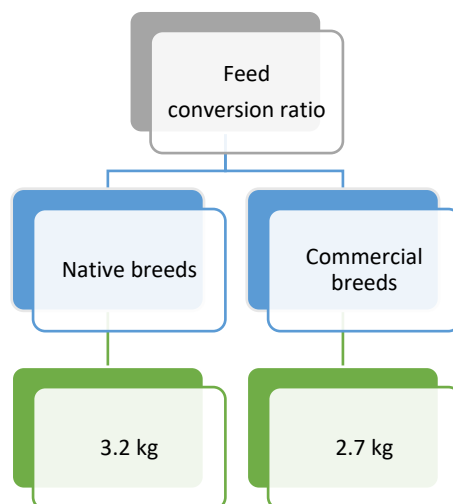 Feed
conversion ratio
Native breeds
Commercial
breeds
3.2 kg
2.7 kg